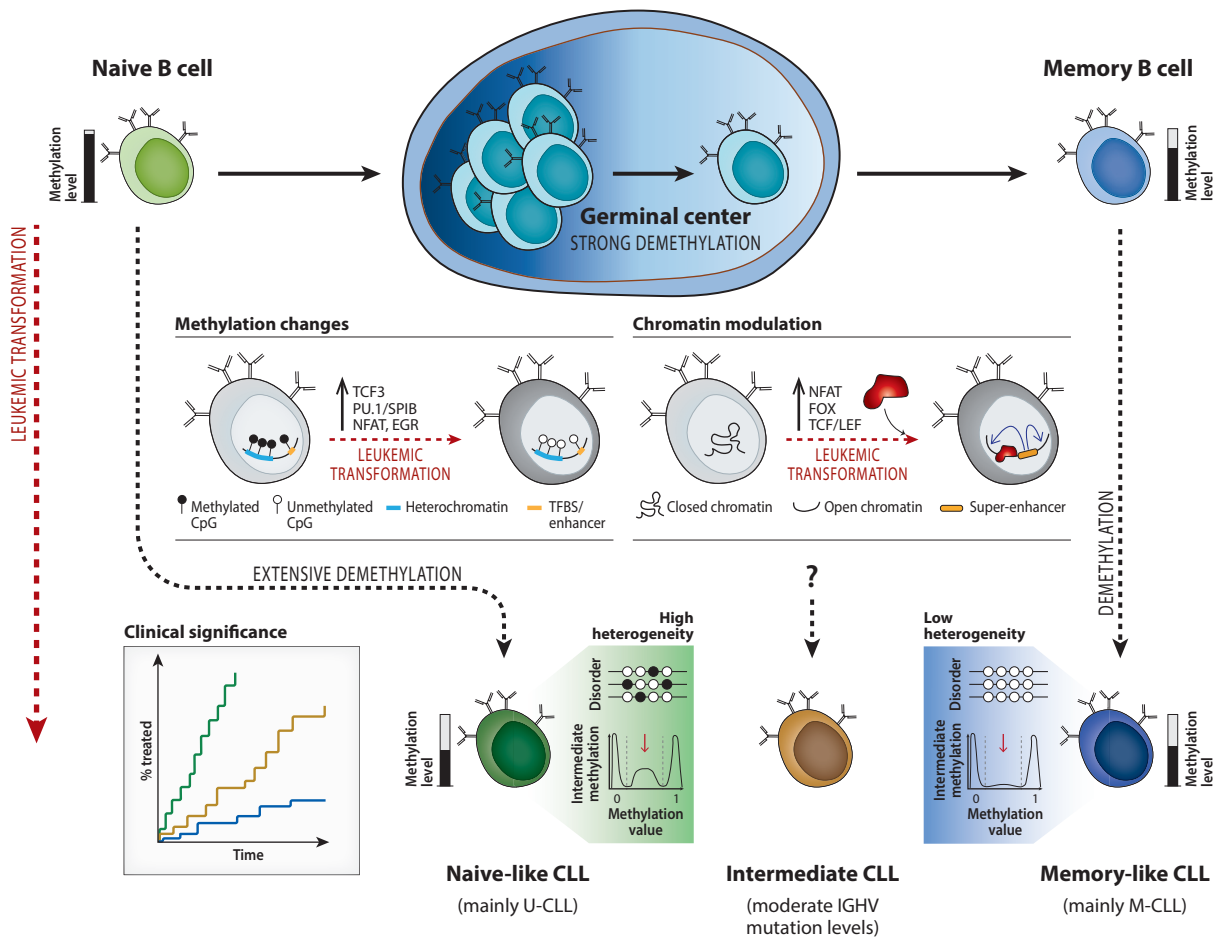 Naive B cell
Memory B cell
Methylation
level
Methylation
level
Germinal center
STRONG DEMETHYLATION
LEUKEMIC TRANSFORMATION
Methylation changes
TCF3
PU.1/SPIB
NFAT, EGR
LEUKEMIC
TRANSFORMATION
Methylated
CpG
Unmethylated
CpG
Heterochromatin
TFBS/
enhancer
Chromatin modulation
NFAT
FOX
TCF/LEF
LEUKEMIC
TRANSFORMATION
Closed chromatin
Open chromatin
Super-enhancer
EXTENSIVE DEMETHYLATION
?
DEMETHYLATION
Clinical significance
% treated
Time
High
heterogeneity
Disorder
Intermediate
methylation
0 1
Methylation
value
Methylation
level
Low
heterogeneity
Disorder
Intermediate
methylation
0 1
Methylation
value
Methylation
level
Naive-like CLL
(mainly U-CLL)
Intermediate CLL
(moderate IGHV
mutation levels)
Memory-like CLL
(mainly M-CLL)